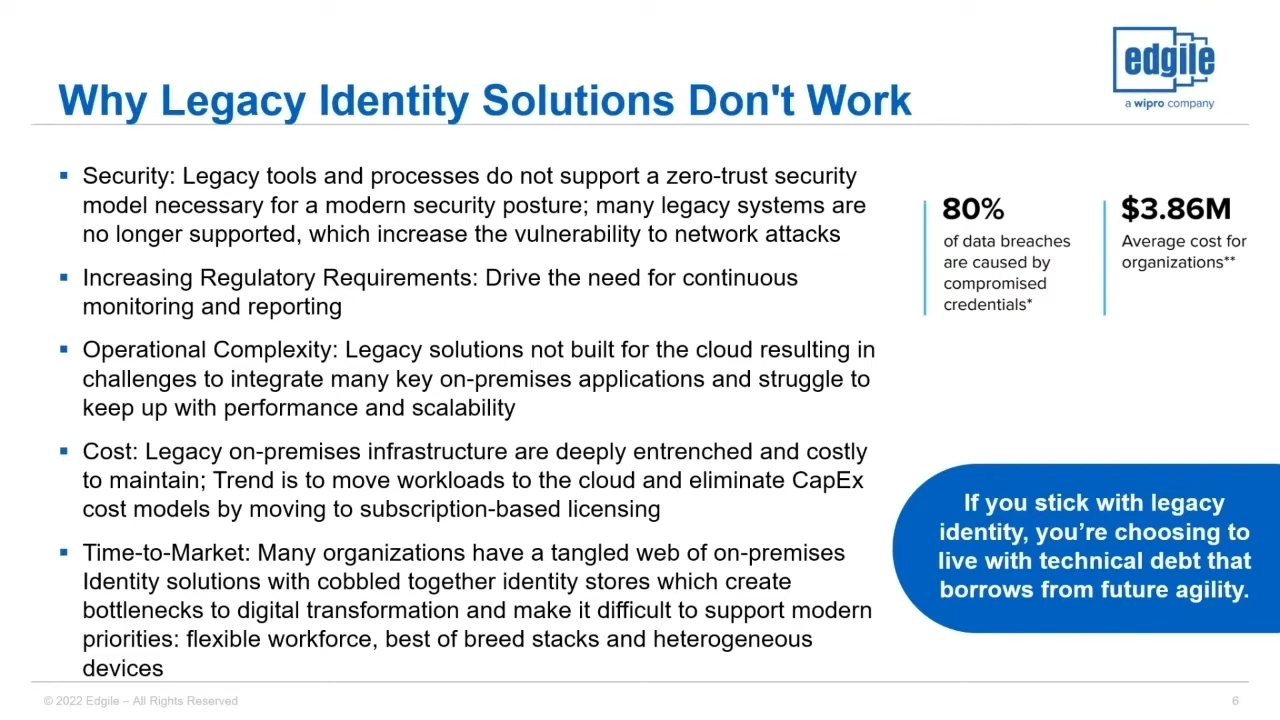 edgile
a wipro company
Why Legacy Identity Solutions Don't Work
Security: Legacy tools and processes do not support a zero-trust security
model necessary for a modern security posture; many legacy systems are
no longer supported, which increase the vulnerability to network attacks
Increasing Regulatory Requirements: Drive the need for continuous
monitoring and reporting
Operational Complexity: Legacy solutions not built for the cloud resulting in
challenges to integrate many key on-premises applications and struggle to
keep up with performance and scalability
Cost: Legacy on-premises infrastructure are deeply entrenched and costly
to maintain; Trend is to move workloads to the cloud and eliminate CapEx
cost models by moving to subscription-based licensing
Time-to-Market: Many organizations have a tangled web of on-premises
Identity solutions with cobbled together identity stores which create
bottlenecks to digital transformation and make it difficult to support modern
priorities: flexible workforce, best of breed stacks and heterogeneous
devices
80%
of data breaches
are caused by
compromised
credentials*
$3.86M
Average cost for
organizations**
If you stick with legacy
identity, you’re choosing to
live with technical debt that
borrows from future agility.
© 2022 Edgile – All Rights Reserved
6